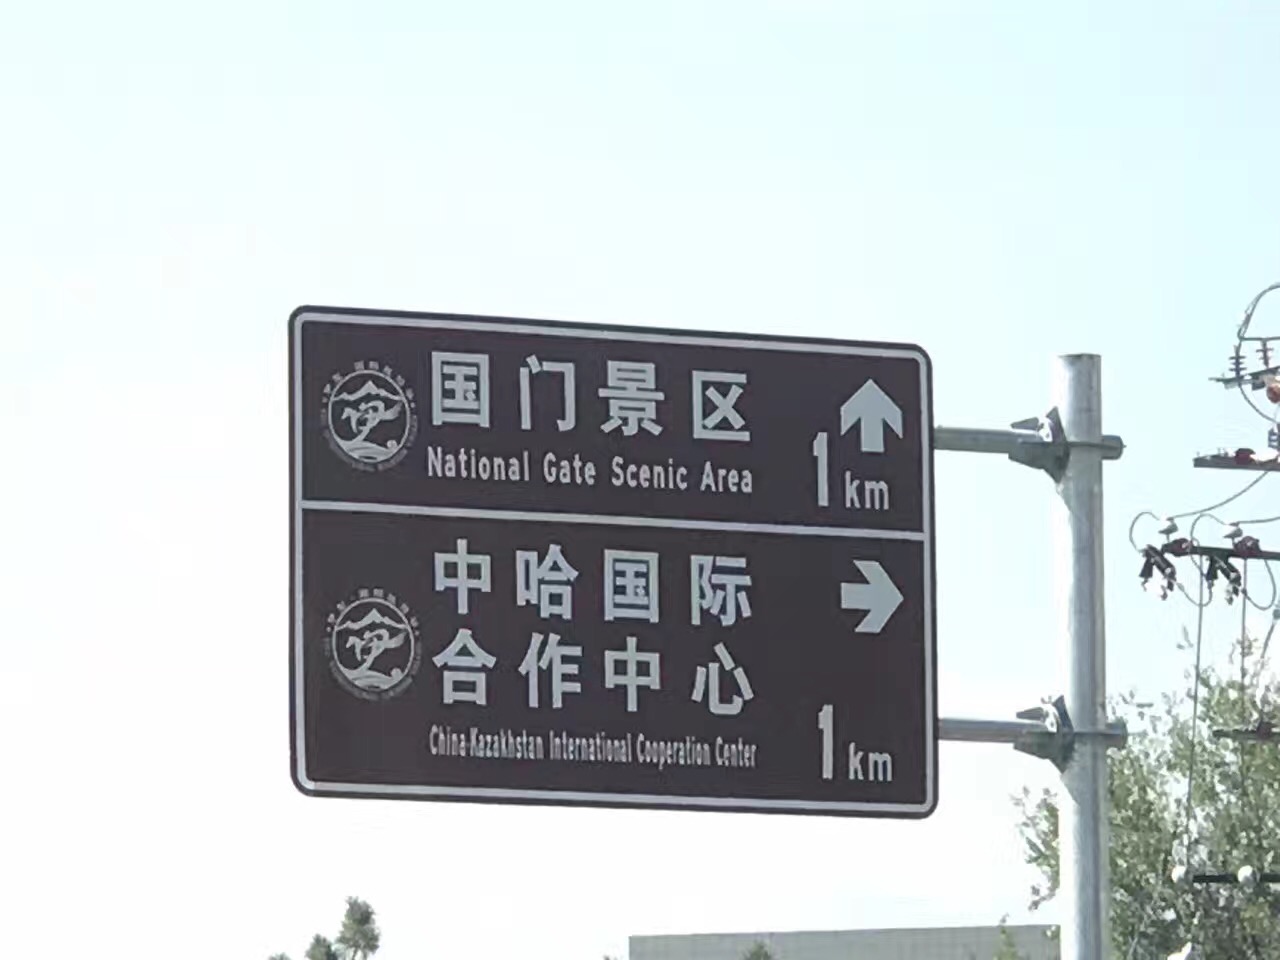 国门景区
National Gate Scenic Area
1 km
中哈国际
合作中心
China-Kazakhstan International Cooperation Center
1 km